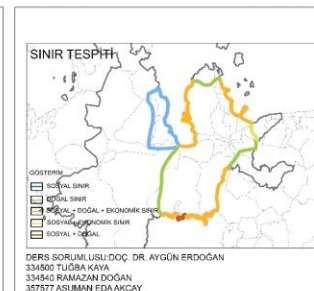 SINIR TESPİTİ
GÖSTERİM
SOSYAL SINIR
DOĞAL SINIR
SOSYAL + DOĞAL + EKONOMİK SINIR
SOSYAL + EKONOMİK SINIR
SOSYAL + DOĞAL
DERS SORUMLUSU:DOÇ. DR. AYGÜN ERDOĞAN
334500 TUĞBA KAYA
334540 RAMAZAN DOĞAN
357577 ASUMAN EDA AKÇAY